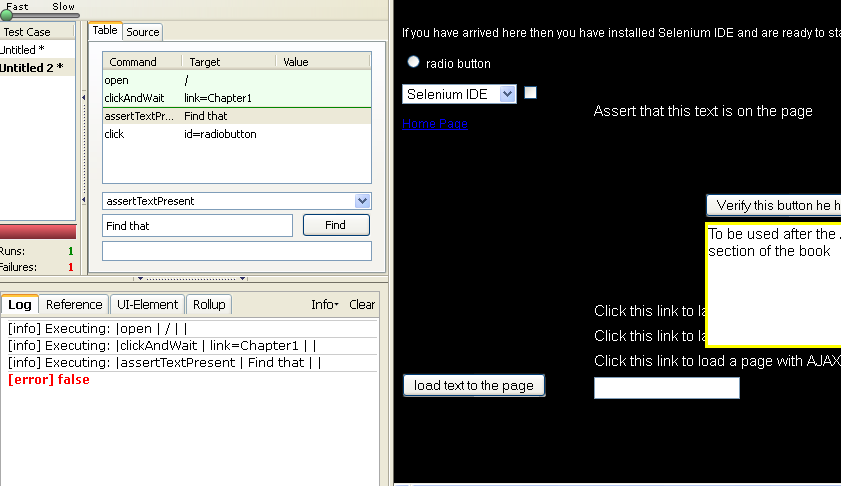 Fast Slow
Test Case
Untitled *
Untitled 2 *
Runs: 1
Failures: 1
Table Source
Command Target Value
open /
clickAndWait link=Chapter1
assertTextPr... Find that
click id=radiobutton
assertTextPresent
Find that Find
Log Reference UI-Element Rollup Info Clear
[info] Executing: |open | / | |
[info] Executing: |clickAndWait | link=Chapter1 | |
[info] Executing: |assertTextPresent | Find that | |
[error] false
If you have arrived here then you have installed Selenium IDE and are ready to
radio button
Selenium IDE
Assert that this text is on the page
Home Page
Verify this button he
To be used after the
section of the book
Click this link to
Click this link to
Click this link to load a page with AJAX
load text to the page